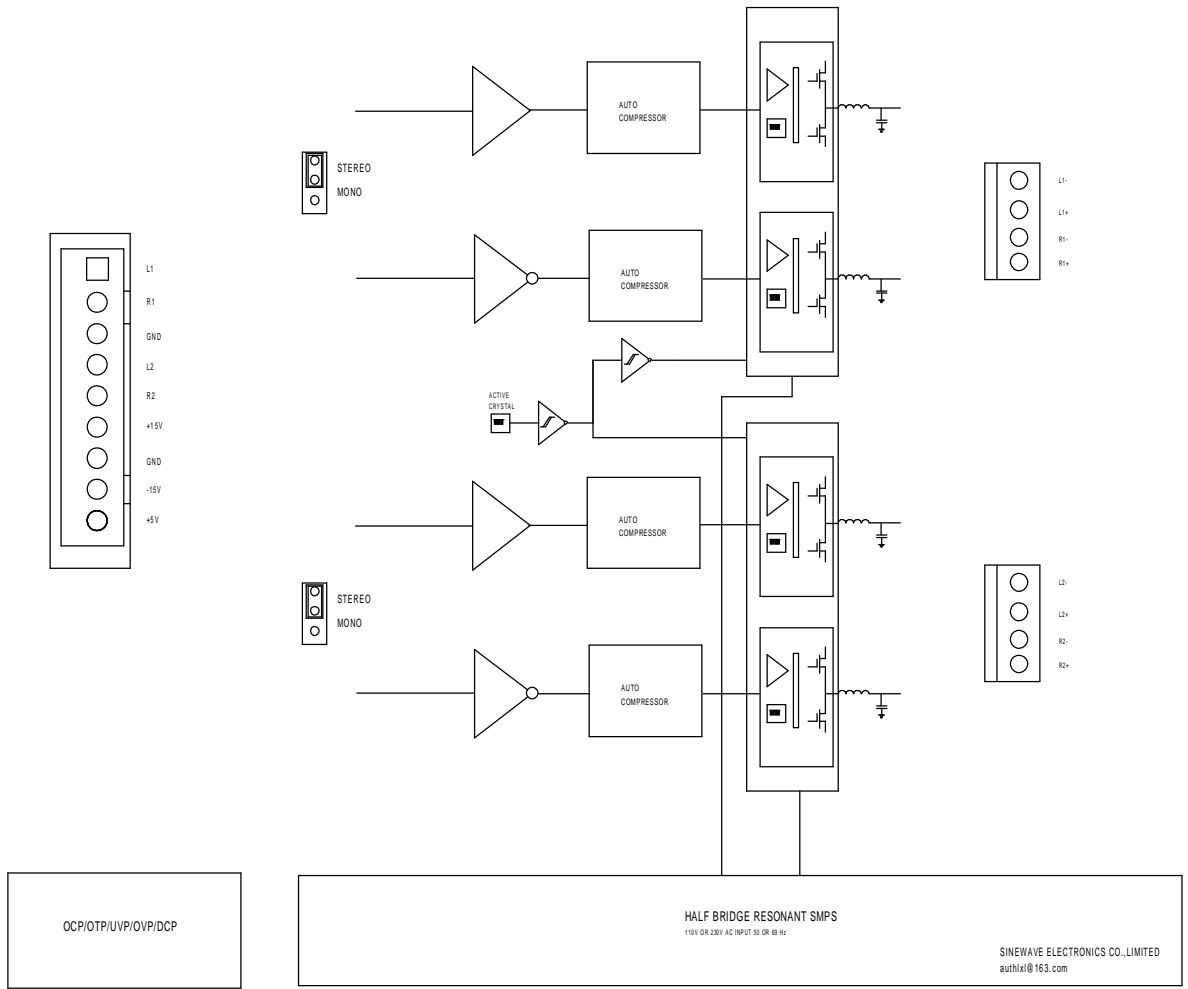 AUTO
COMPRESSOR
STEREO
MONO
L1-
L1+
R1-
R1+
AUTO
COMPRESSOR
L1
R1
GND
L2
R2
+15V
GND
-15V
+5V
ACTIVE
CRYSTAL
AUTO
COMPRESSOR
STEREO
MONO
L2-
L2+
R2-
R2+
AUTO
COMPRESSOR
OCP/OTP/UVP/OVP/DCP
HALF BRIDGE RESONANT SMPS
110V OR 230V AC INPUT 50 OR 69 Hz
SINEWAVE ELECTRONICS CO.,LIMITED
authlxl@163.com